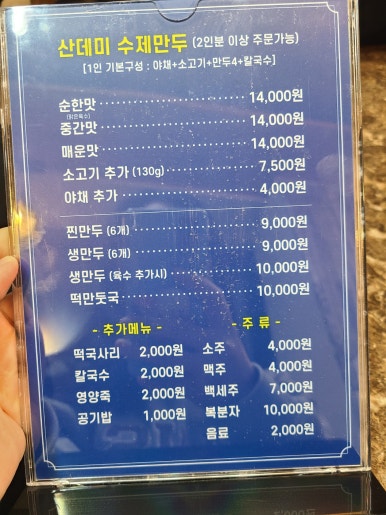 산데미 수제만두 (2인분 이상 주문가능)
[1인 기본구성 : 야채+소고기+만두4+칼국수]
순한맛 ························ 14,000원
(맑은육수)
중간맛 ························ 14,000원
매운맛 ························ 14,000원
소고기 추가 (130g) ············ 7,500원
야채 추가 ······················ 4,000원
찐만두 (6개) ··················· 9,000원
생만두 (6개) ··················· 9,000원
생만두 (육수 추가시) ·········· 10,000원
떡만둣국 ······················ 10,000원
- 추가메뉴 -
떡국사리 2,000원
칼국수 2,000원
영양죽 2,000원
공기밥 1,000원
- 주 류 -
소주 4,000원
맥주 4,000원
백세주 7,000원
복분자 10,000원
음료 2,000원